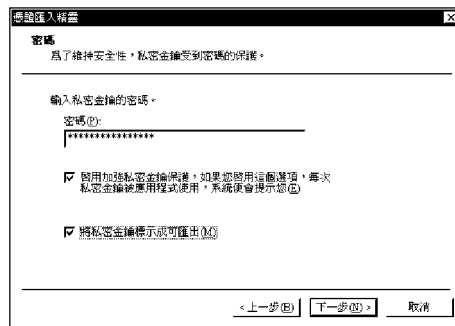 憑證匯入精靈
密碼
為了維持安全性，私密金鑰受到密碼的保護。
輸入私密金鑰的密碼。
密碼(P):
***************
啓用加強私密金鑰保護，如果您啓用這個選項，每次
私密金鑰被應用程式使用，系統便會提示您(E)
將私密金鑰標示成可匯出(M)
<上一步(B) 下一步(N)> 取消